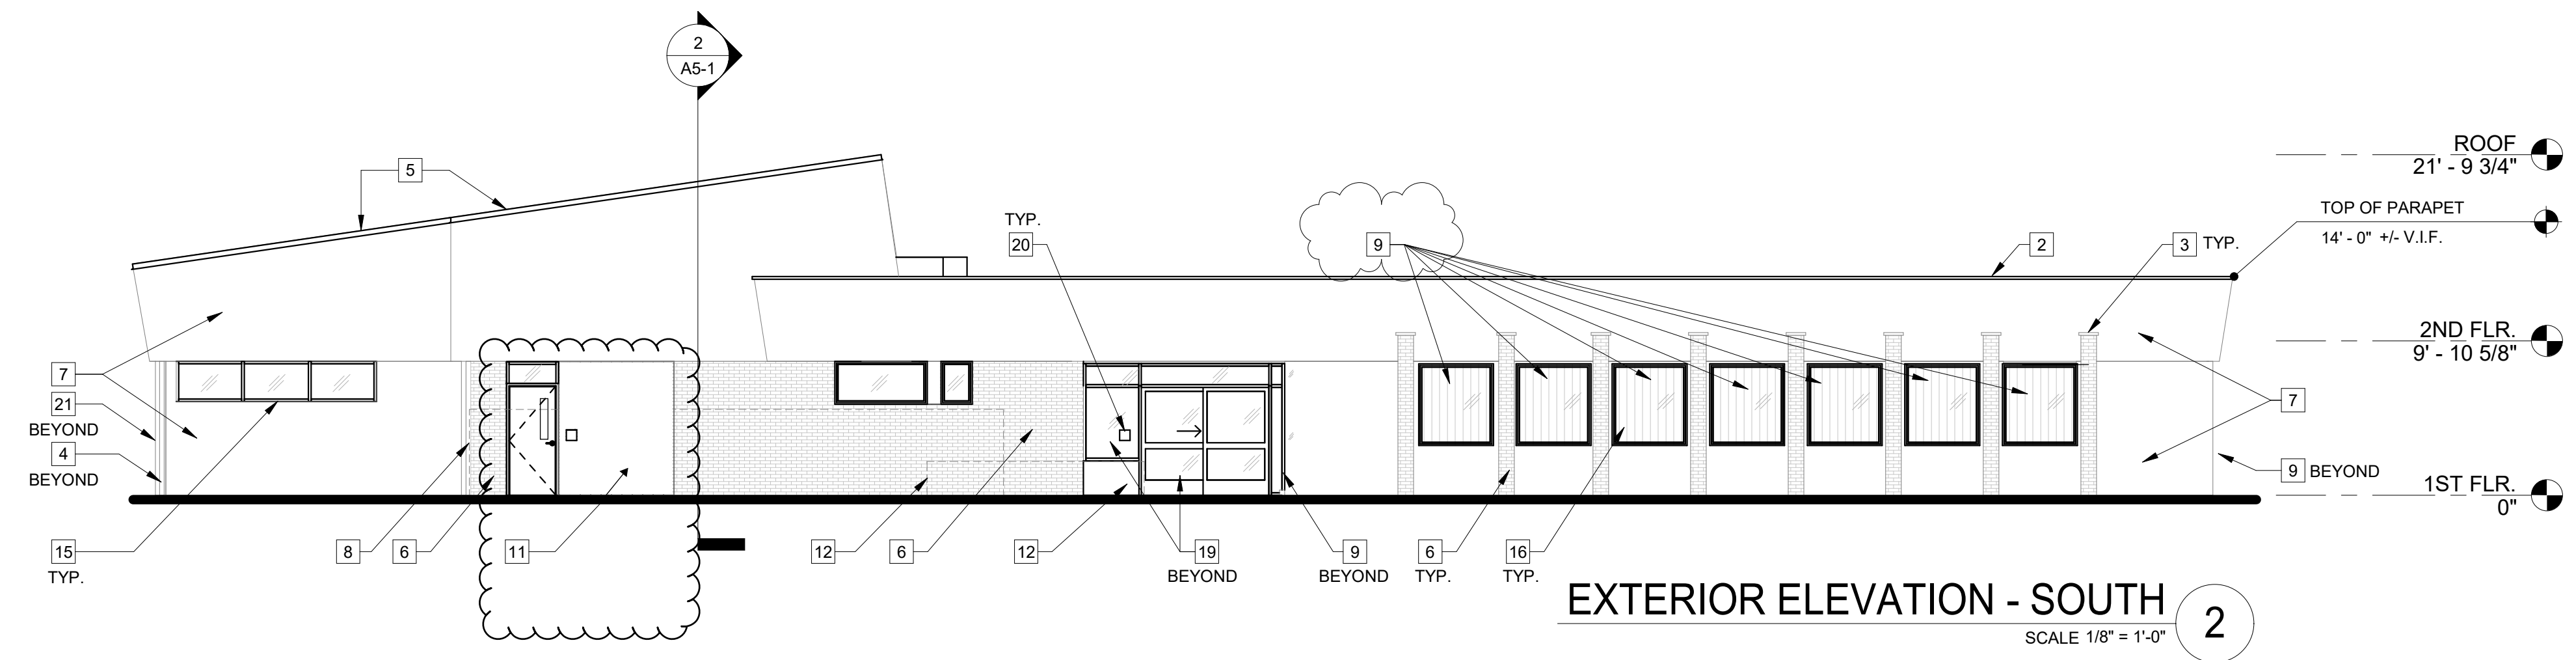 2
A5-1
ROOF
21' - 9 3/4"
5
TYP.
20
9
2
3 TYP.
TOP OF PARAPET
14' - 0" +/- V.I.F.
2ND FLR.
9' - 10 5/8"
7
21
BEYOND
4
BEYOND
7
9 BEYOND
1ST FLR.
0"
15
TYP.
8
6
11
12
6
12
19
BEYOND
9
BEYOND
6
TYP.
16
TYP.
EXTERIOR ELEVATION - SOUTH
2
SCALE 1/8" = 1'-0"